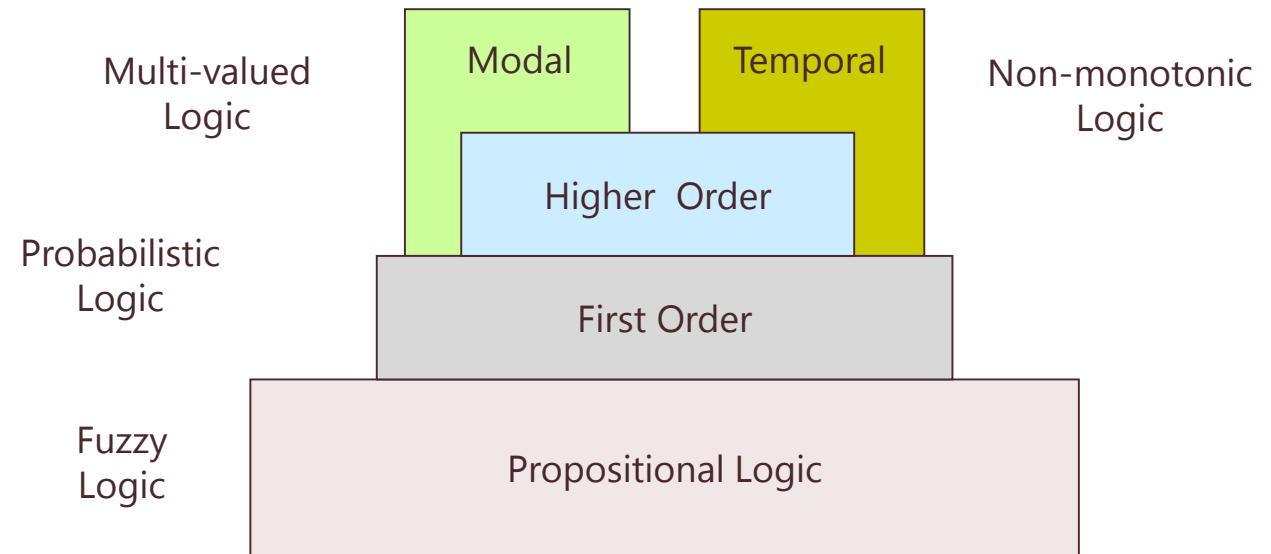 Multi-valued
Logic
Modal
Temporal
Non-monotonic
Logic
Higher Order
Probabilistic
Logic
First Order
Fuzzy
Logic
Propositional Logic